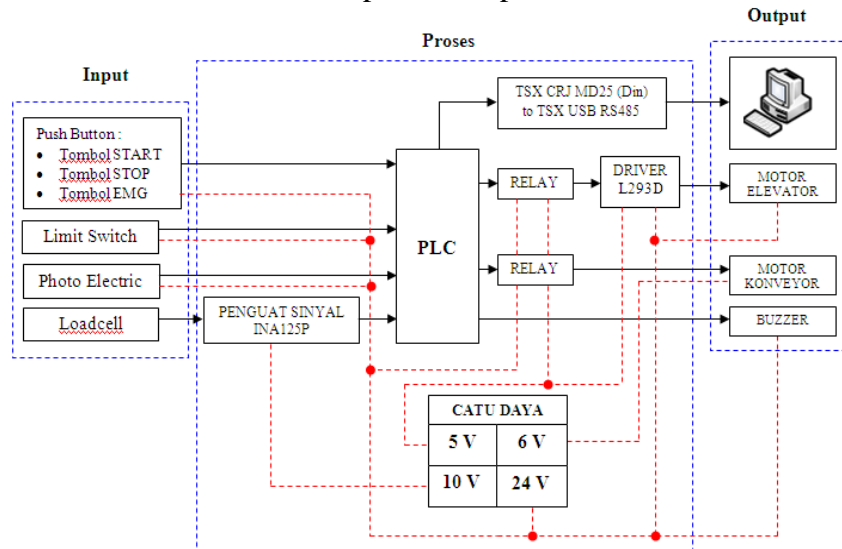 Output
Proses
Input
Push Button :
• Tombol START
• Tombol STOP
• Tombol EMG
Limit Switch
Photo Electric
Loadcell
PENGUAT SINYAL
INA125P
PLC
TSX CRJ MD25 (Din)
to TSX USB RS485
RELAY
DRIVER
L293D
RELAY
MOTOR
ELEVATOR
MOTOR
KONVEYOR
BUZZER
CATU DAYA
5 V 6 V
10 V 24 V